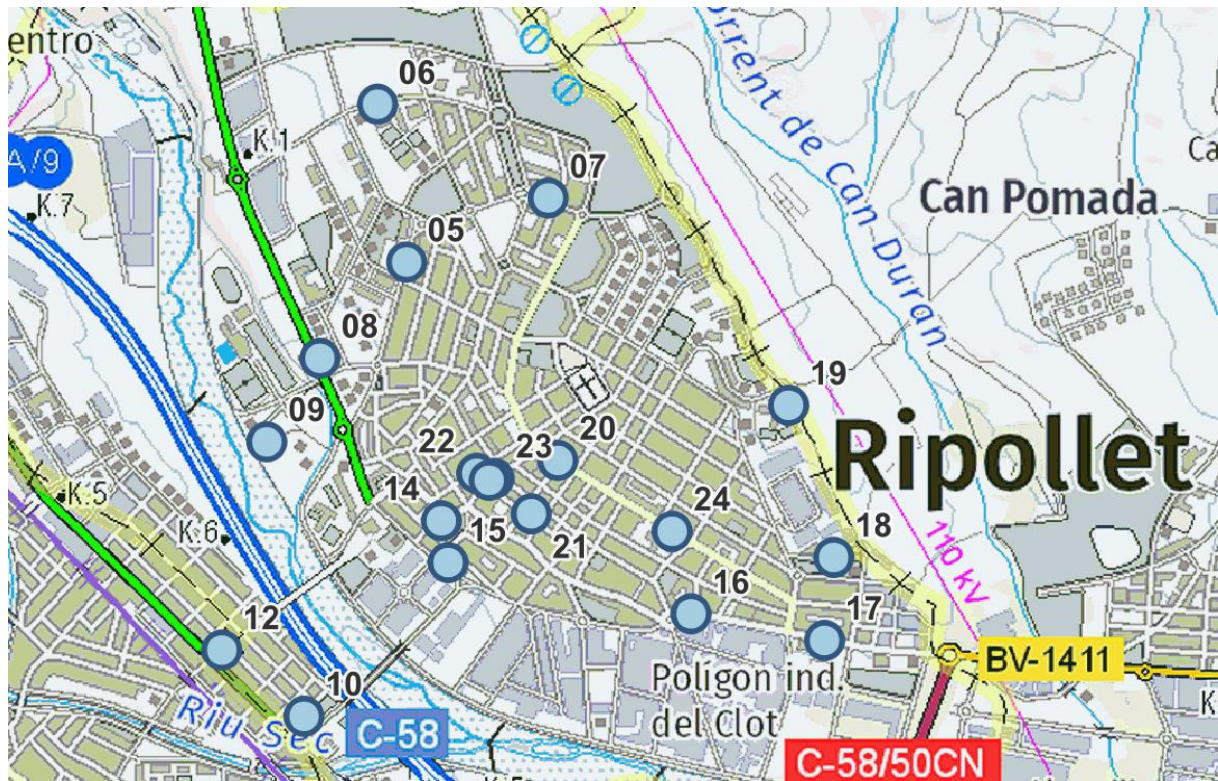 entro
06
K.1
A/9
K.7
07
Torrent de Can Duran
Can Pomada
Ca
05
08
19
Ripollet
09
20
22
23
K.5
14
24
K.6
15
21
18
110 kV
16
12
17
BV-1411
Polígon ind.
del Clot
10
K
Riu Sec
C-58
C-58/50CN